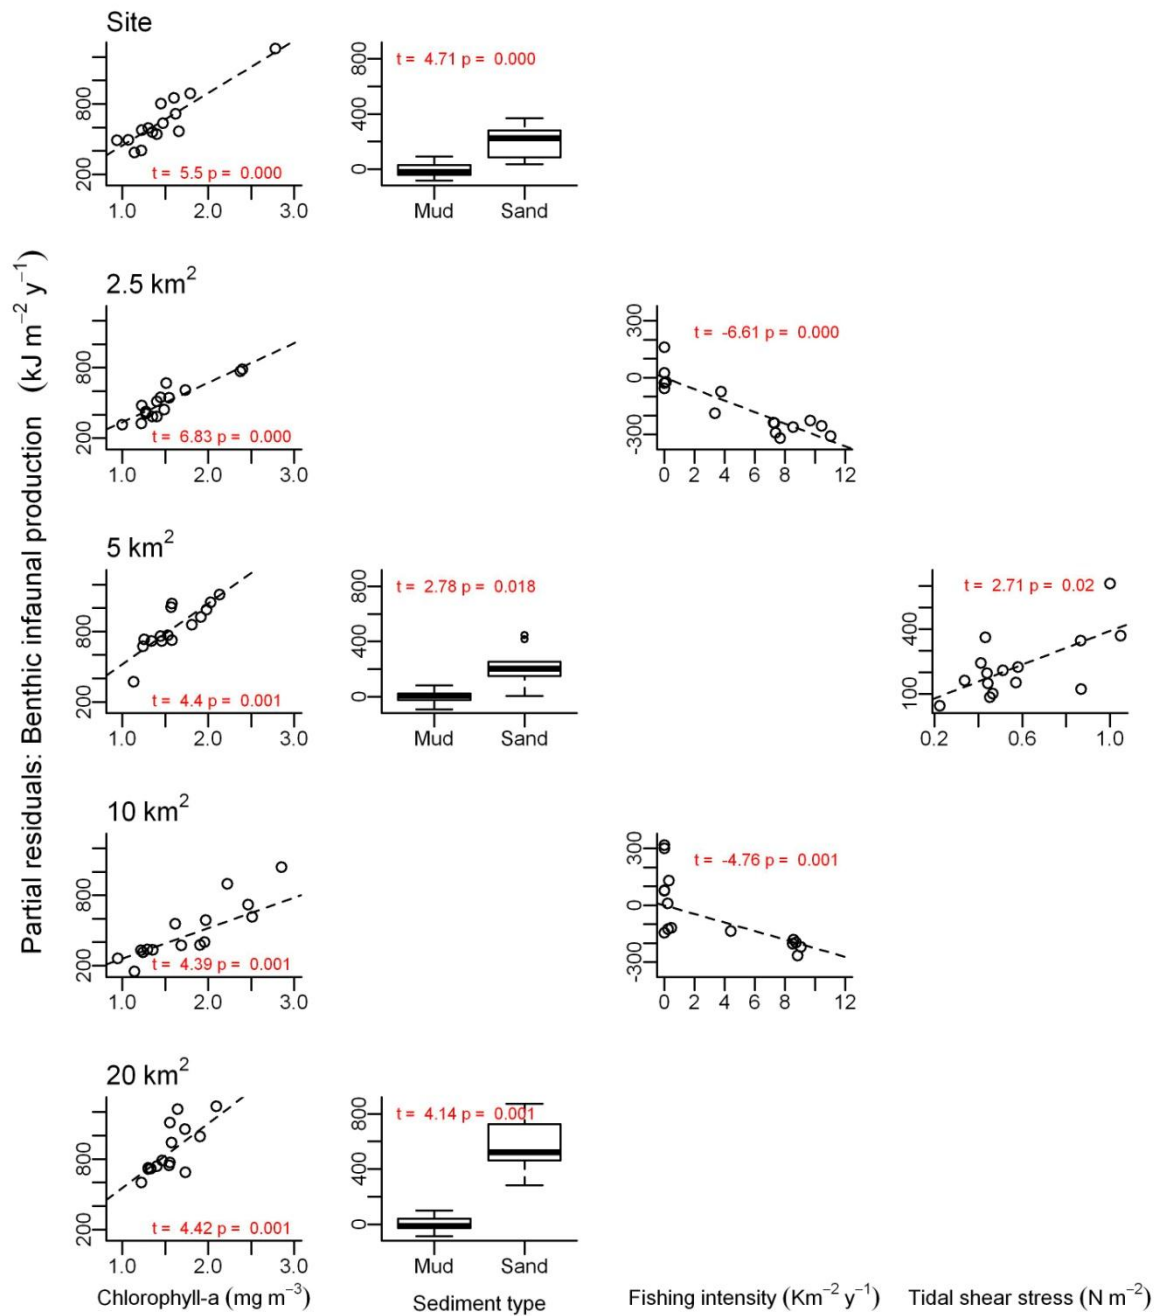 Site
800
200
1.0 2.0 3.0
t = 5.5 p = 0.000
800
400
0
Mud Sand
t = 4.71 p = 0.000
Partial residuals: Benthic infaunal production (kJ m⁻² y⁻¹)
2.5 km²
800
200
1.0 2.0 3.0
t = 6.83 p = 0.000
300
0
-300
0 2 4 6 8 12
t = -6.61 p = 0.000
5 km²
800
200
1.0 2.0 3.0
t = 4.4 p = 0.001
800
400
0
Mud Sand
t = 2.78 p = 0.018
400
100
0.2 0.6 1.0
t = 2.71 p = 0.02
10 km²
800
200
1.0 2.0 3.0
t = 4.39 p = 0.001
300
0
-300
0 2 4 6 8 12
t = -4.76 p = 0.001
20 km²
800
200
1.0 2.0 3.0
t = 4.42 p = 0.001
800
400
0
Mud Sand
t = 4.14 p = 0.001
Chlorophyll-a (mg m⁻³)
Sediment type
Fishing intensity (Km⁻² y⁻¹)
Tidal shear stress (N m⁻²)